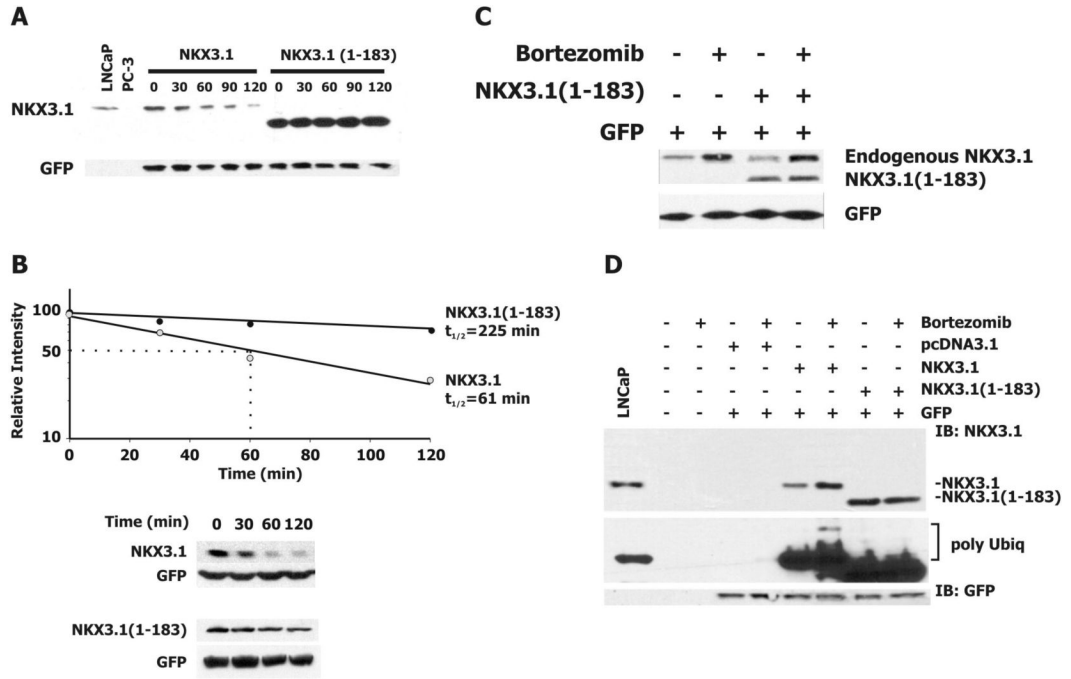 A
LNCaP
PC-3
NKX3.1
NKX3.1 (1-183)
0 30 60 90 120 0 30 60 90 120
NKX3.1
GFP
B
Relative Intensity
100
50
10
0 20 40 60 80 100 120
Time (min)
NKX3.1(1-183)
t1/2=225 min
NKX3.1
t1/2=61 min
Time (min) 0 30 60 120
NKX3.1
GFP
NKX3.1(1-183)
GFP
C
Bortezomib - + - +
NKX3.1(1-183) - - + +
GFP + + + +
Endogenous NKX3.1
NKX3.1(1-183)
GFP
D
LNCaP
- + - + - + - + Bortezomib
- - + + - - - - pcDNA3.1
- - - - + + - - NKX3.1
- - - - - - + + NKX3.1(1-183)
- - + + + + + + GFP
IB: NKX3.1
-NKX3.1
-NKX3.1(1-183)
poly Ubiq
IB: GFP